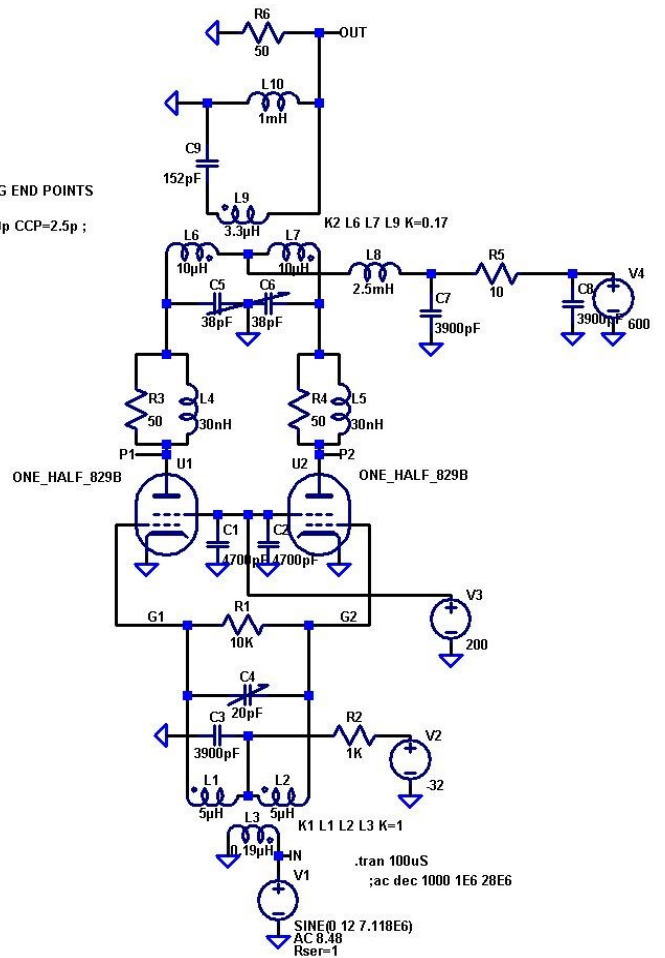 R6
50
OUT
L10
1mH
C9
152pF
G END POINTS
L9
3.3µH
K2 L6 L7 L9 K=0.17
0p CCP=2.5p ;
L6
10µH
L7
10µH
L8
2.5mH
R5
10
V4
600
C5
38pF
C6
38pF
C7
3900pF
C8
3900pF
R3
50
L4
30nH
R4
50
L5
30nH
P1
U1
U2
P2
ONE_HALF_829B
ONE_HALF_829B
C1
4700pF
C2
4700pF
V3
200
G1
R1
10K
G2
C4
20pF
C3
3900pF
R2
1K
V2
-32
L1
5µH
L2
5µH
L3
0.19µH
K1 L1 L2 L3 K=1
IN
.tran 100uS
;ac dec 1000 1E6 28E6
V1
SINE(0 12 7.118E6)
AC 8.48
Rser=1